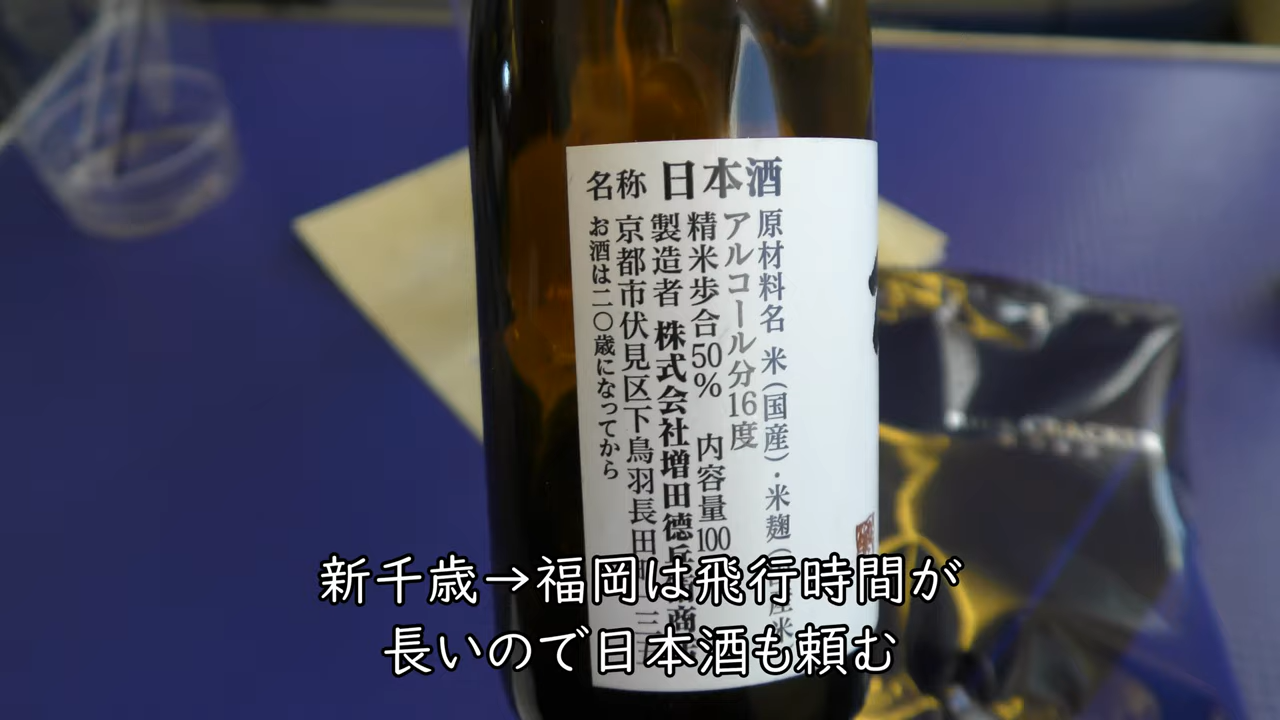 名称 日本酒
原材料名 米(国産)・米麹
アルコール分16度
精米歩合50% 内容量100
製造者 株式会社増田徳兵
京都市伏見区下鳥羽長田
お酒は二〇歳になってから
新千歳→福岡は飛行時間が
長いので日本酒も頼む